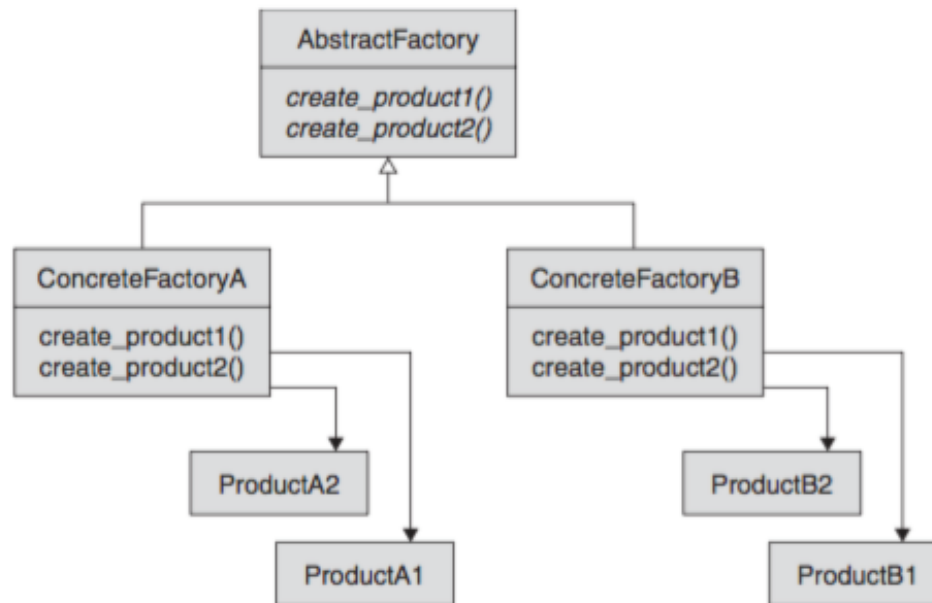 AbstractFactory
create_product1()
create_product2()
ConcreteFactoryA
create_product1()
create_product2()
ConcreteFactoryB
create_product1()
create_product2()
ProductA2
ProductA1
ProductB2
ProductB1